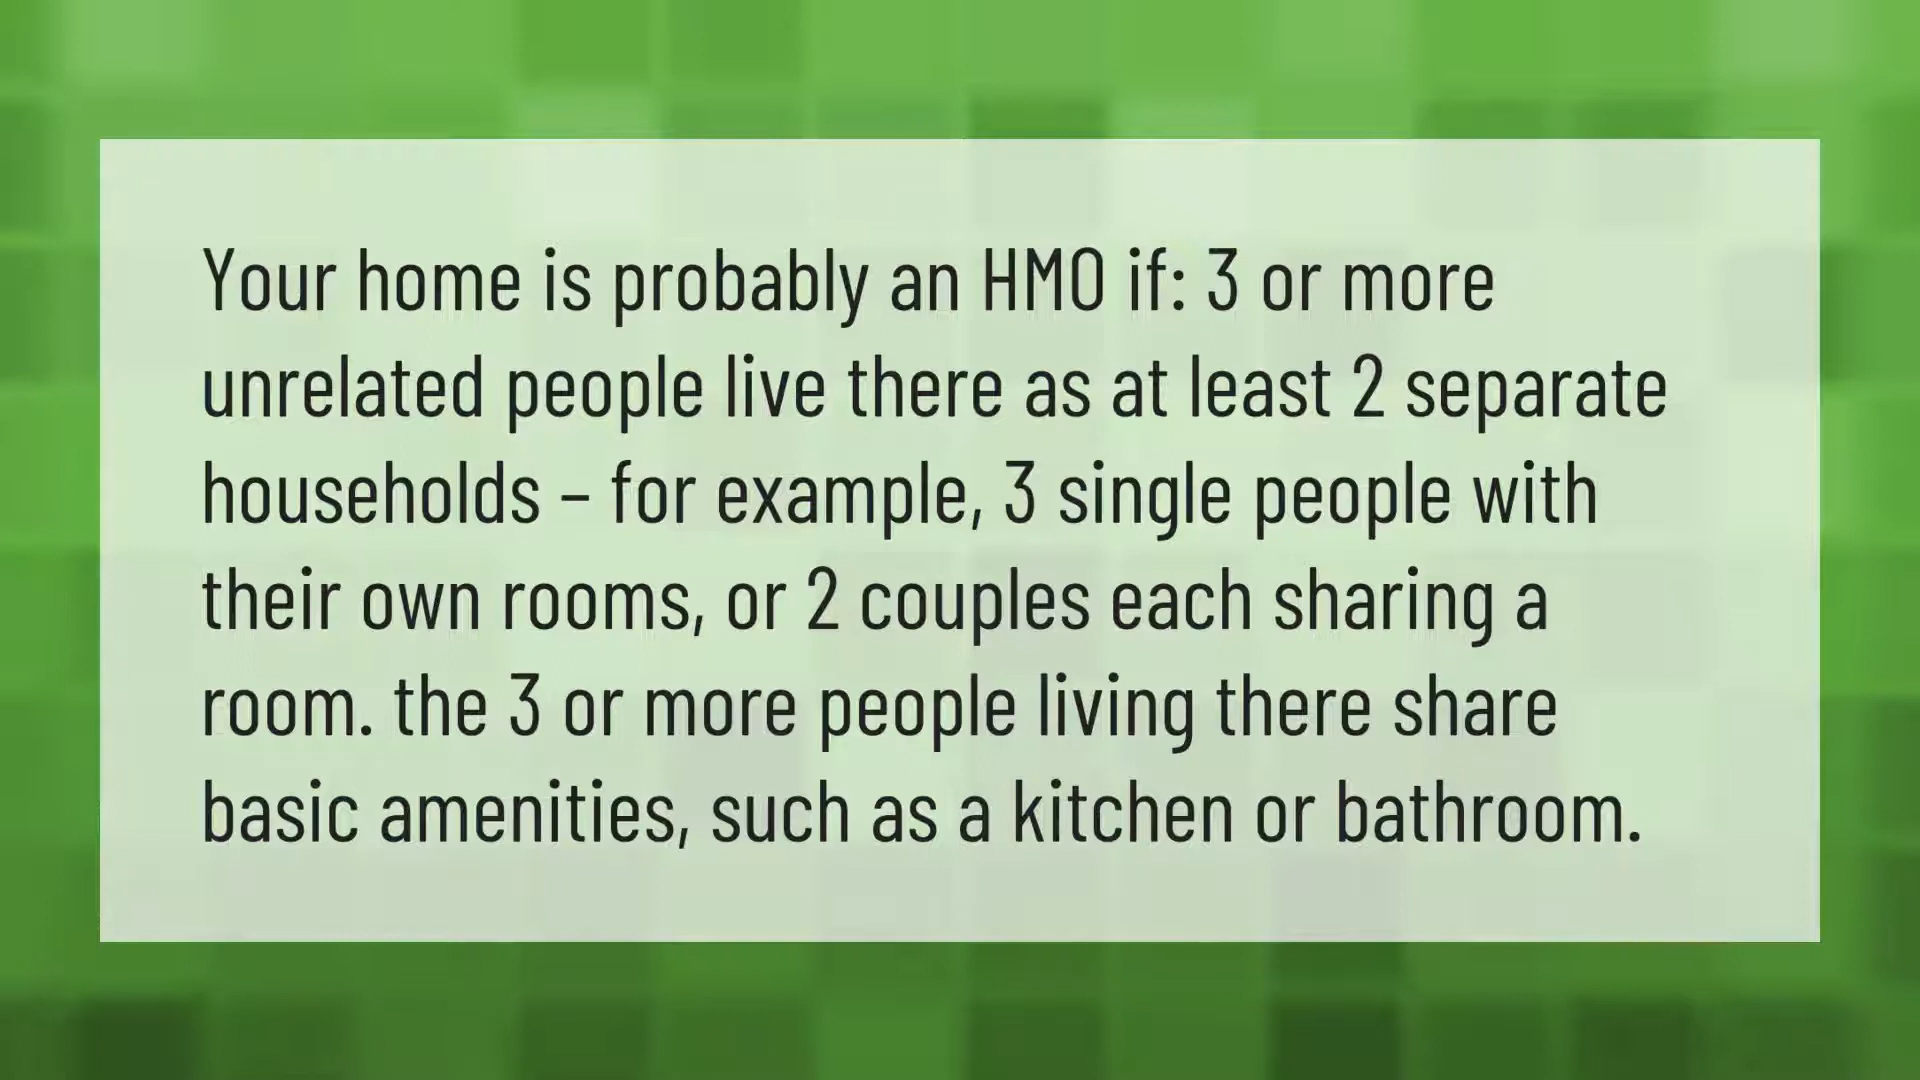 Your home is probably an HMO if: 3 or more
unrelated people live there as at least 2 separate
households – for example, 3 single people with
their own rooms, or 2 couples each sharing a
room. the 3 or more people living there share
basic amenities, such as a kitchen or bathroom.